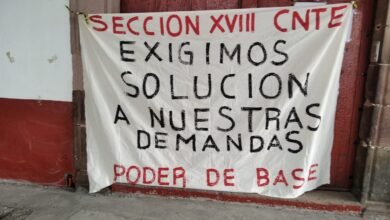 SECCION XVIII CNTE
EXIGIMOS
SOLUCION
A NUESTRAS
DEMANDAS
PODER DE BASE